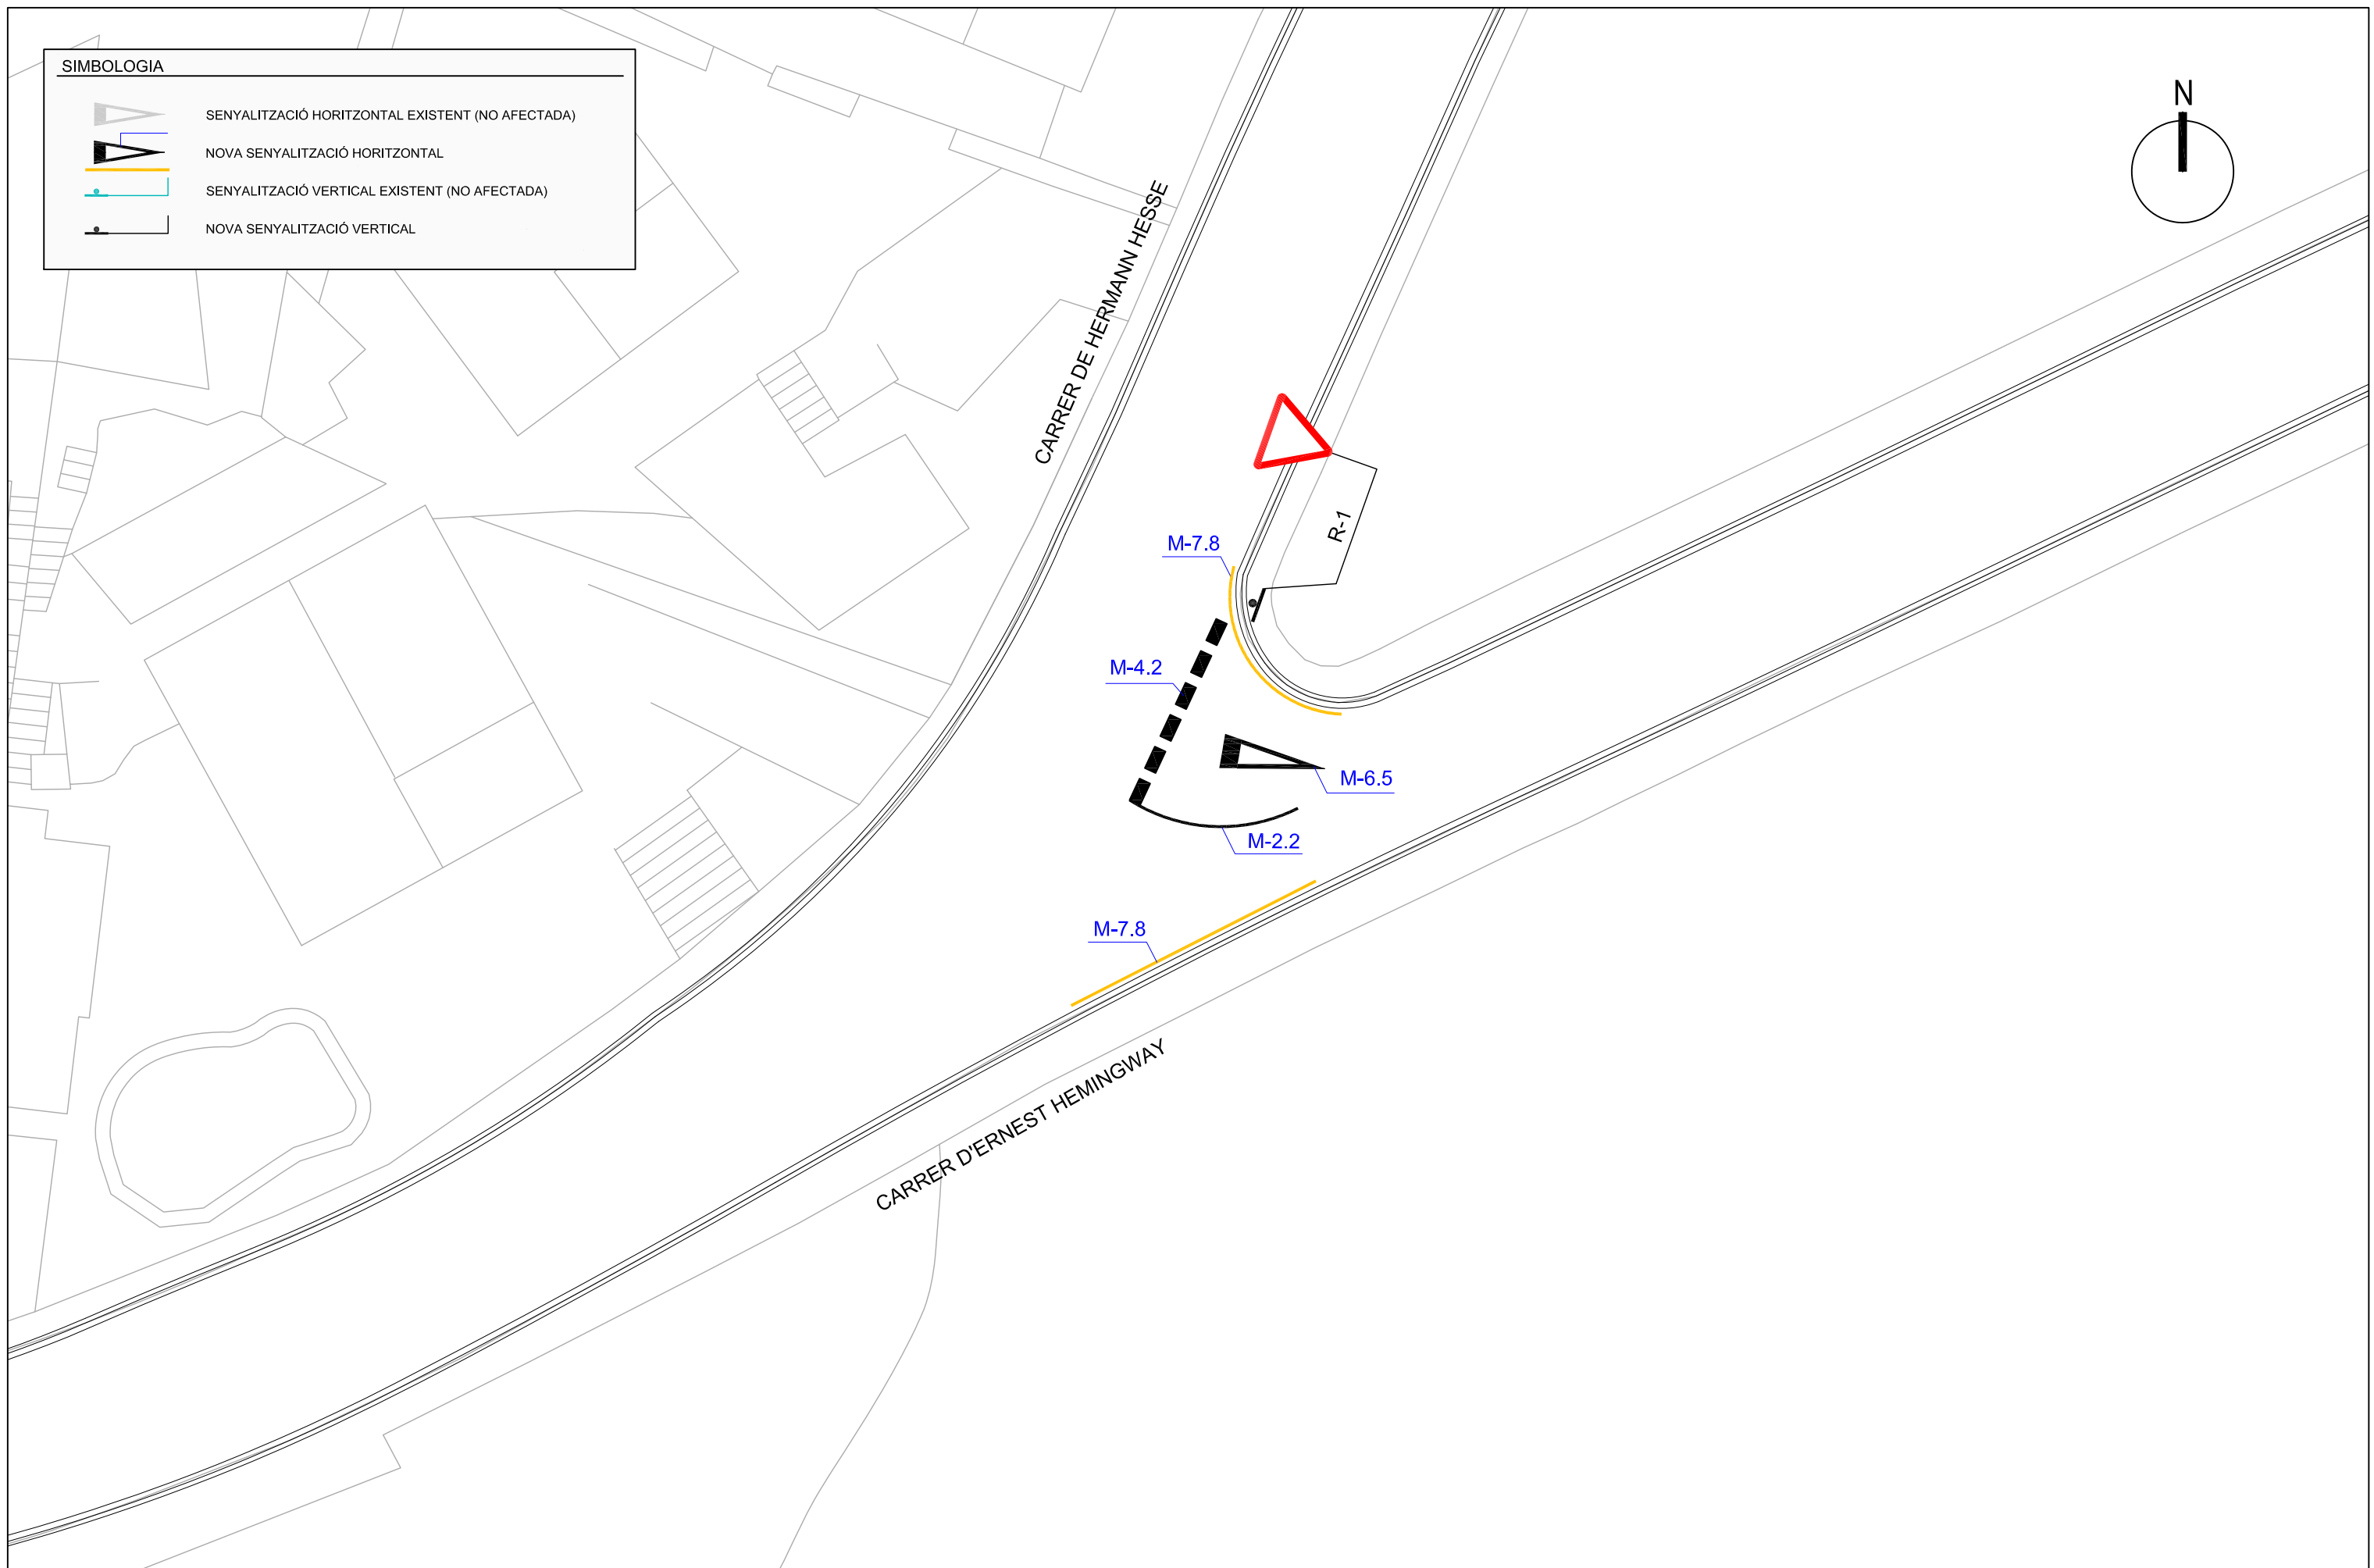 SIMBOLOGIA
SENYALITZACIÓ HORITZONTAL EXISTENT (NO AFECTADA)
NOVA SENYALITZACIÓ HORITZONTAL
SENYALITZACIÓ VERTICAL EXISTENT (NO AFECTADA)
NOVA SENYALITZACIÓ VERTICAL
N
CARRER DE HERMANN HESSE
R-1
M-7.8
M-4.2
M-6.5
M-2.2
M-7.8
CARRER D'ERNEST HEMINGWAY